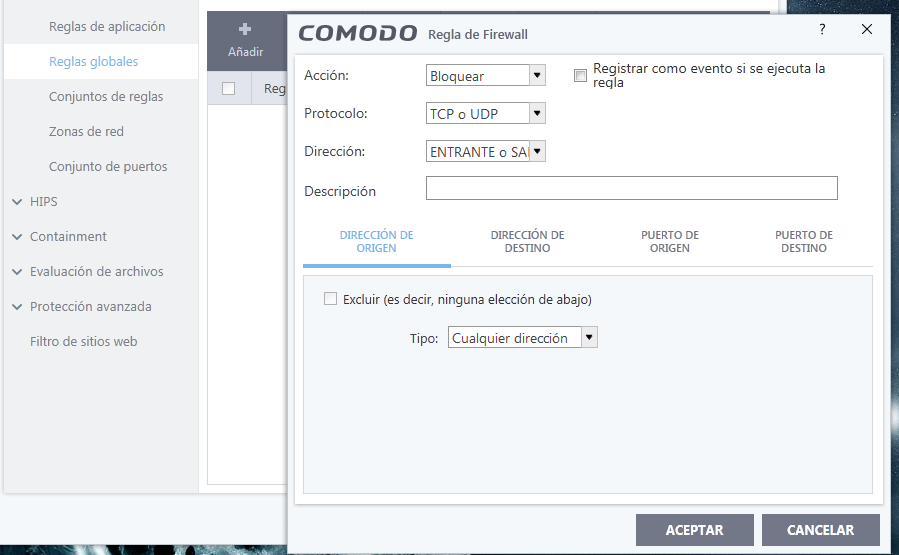 Reglas de aplicación
Reglas globales
Conjuntos de reglas
Zonas de red
Conjunto de puertos
HIPS
Containment
Evaluación de archivos
Protección avanzada
Filtro de sitios web
Añadir
Reg
COMODO Regla de Firewall
?
Acción:
Bloquear
Registrar como evento si se ejecuta la
regla
Protocolo:
TCP o UDP
Dirección:
ENTRANTE o SAI
Descripción
DIRECCIÓN DE
ORIGEN
DIRECCIÓN DE
DESTINO
PUERTO DE
ORIGEN
PUERTO DE
DESTINO
Excluir (es decir, ninguna elección de abajo)
Tipo:
Cualquier dirección
ACEPTAR
CANCELAR